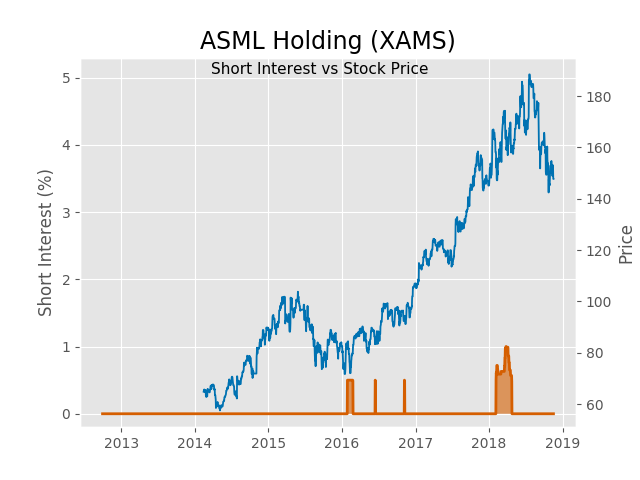 ASML Holding (XAMS)
Short Interest vs Stock Price
Short Interest (%)
5
4
3
2
1
0
180
160
140
120
100
80
60
Price
2013 2014 2015 2016 2017 2018 2019